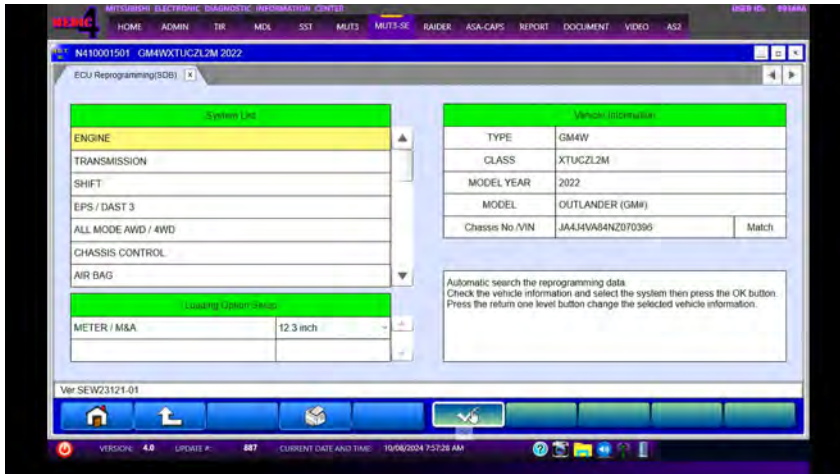 MITSUBISHI ELECTRONIC DIAGNOSTIC INFORMATION CENTER
MEDIC 4 HOME ADMIN TIR MDL SST MUT3 MUT3-SE RAIDER ASA-CAPS REPORT DOCUMENT VIDEO AS2
N410001501 GM4WXTUCZL2M 2022
ECU Reprogramming(SDB) x
System List
ENGINE
TRANSMISSION
SHIFT
EPS / DAST 3
ALL MODE AWD / 4WD
CHASSIS CONTROL
AIR BAG
Loading Option Setup
METER / M&A 12.3 inch
Vehicle Information
TYPE GM4W
CLASS XTUCZL2M
MODEL YEAR 2022
MODEL OUTLANDER (GM#)
Chassis No./VIN JA4J4VA84NZ070396 Match
Automatic search the reprogramming data.
Check the vehicle information and select the system then press the OK button.
Press the return one level button change the selected vehicle information.
Ver.SEW23121-01
VERSION: 4.0 UPDATE #: 887 CURRENT DATE AND TIME: 10/08/2024 7:57:26 AM